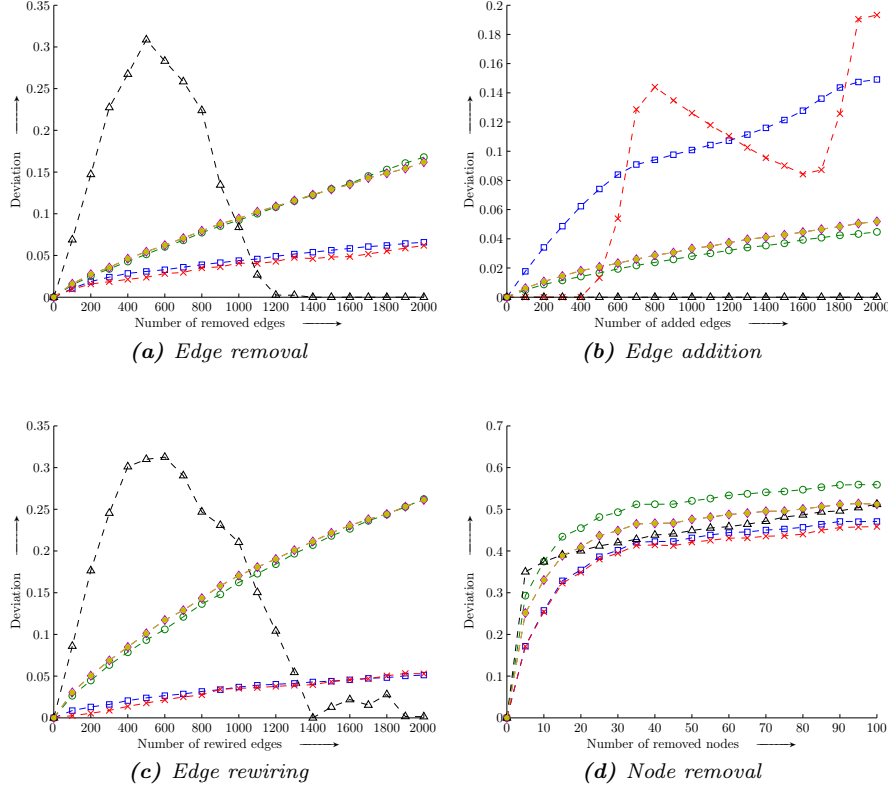 0.35
0.3
0.25
0.2
0.15
0.1
0.05
0
Deviation
0 200 400 600 800 1000 1200 1400 1600 1800 2000
Number of removed edges
(a) Edge removal
0.2
0.18
0.16
0.14
0.12
0.1
0.08
0.06
0.04
0.02
0
Deviation
0 200 400 600 800 1000 1200 1400 1600 1800 2000
Number of added edges
(b) Edge addition
0.35
0.3
0.25
0.2
0.15
0.1
0.05
0
Deviation
0 200 400 600 800 1000 1200 1400 1600 1800 2000
Number of rewired edges
(c) Edge rewiring
0.7
0.6
0.5
0.4
0.3
0.2
0.1
0
Deviation
0 10 20 30 40 50 60 70 80 90 100
Number of removed nodes
(d) Node removal